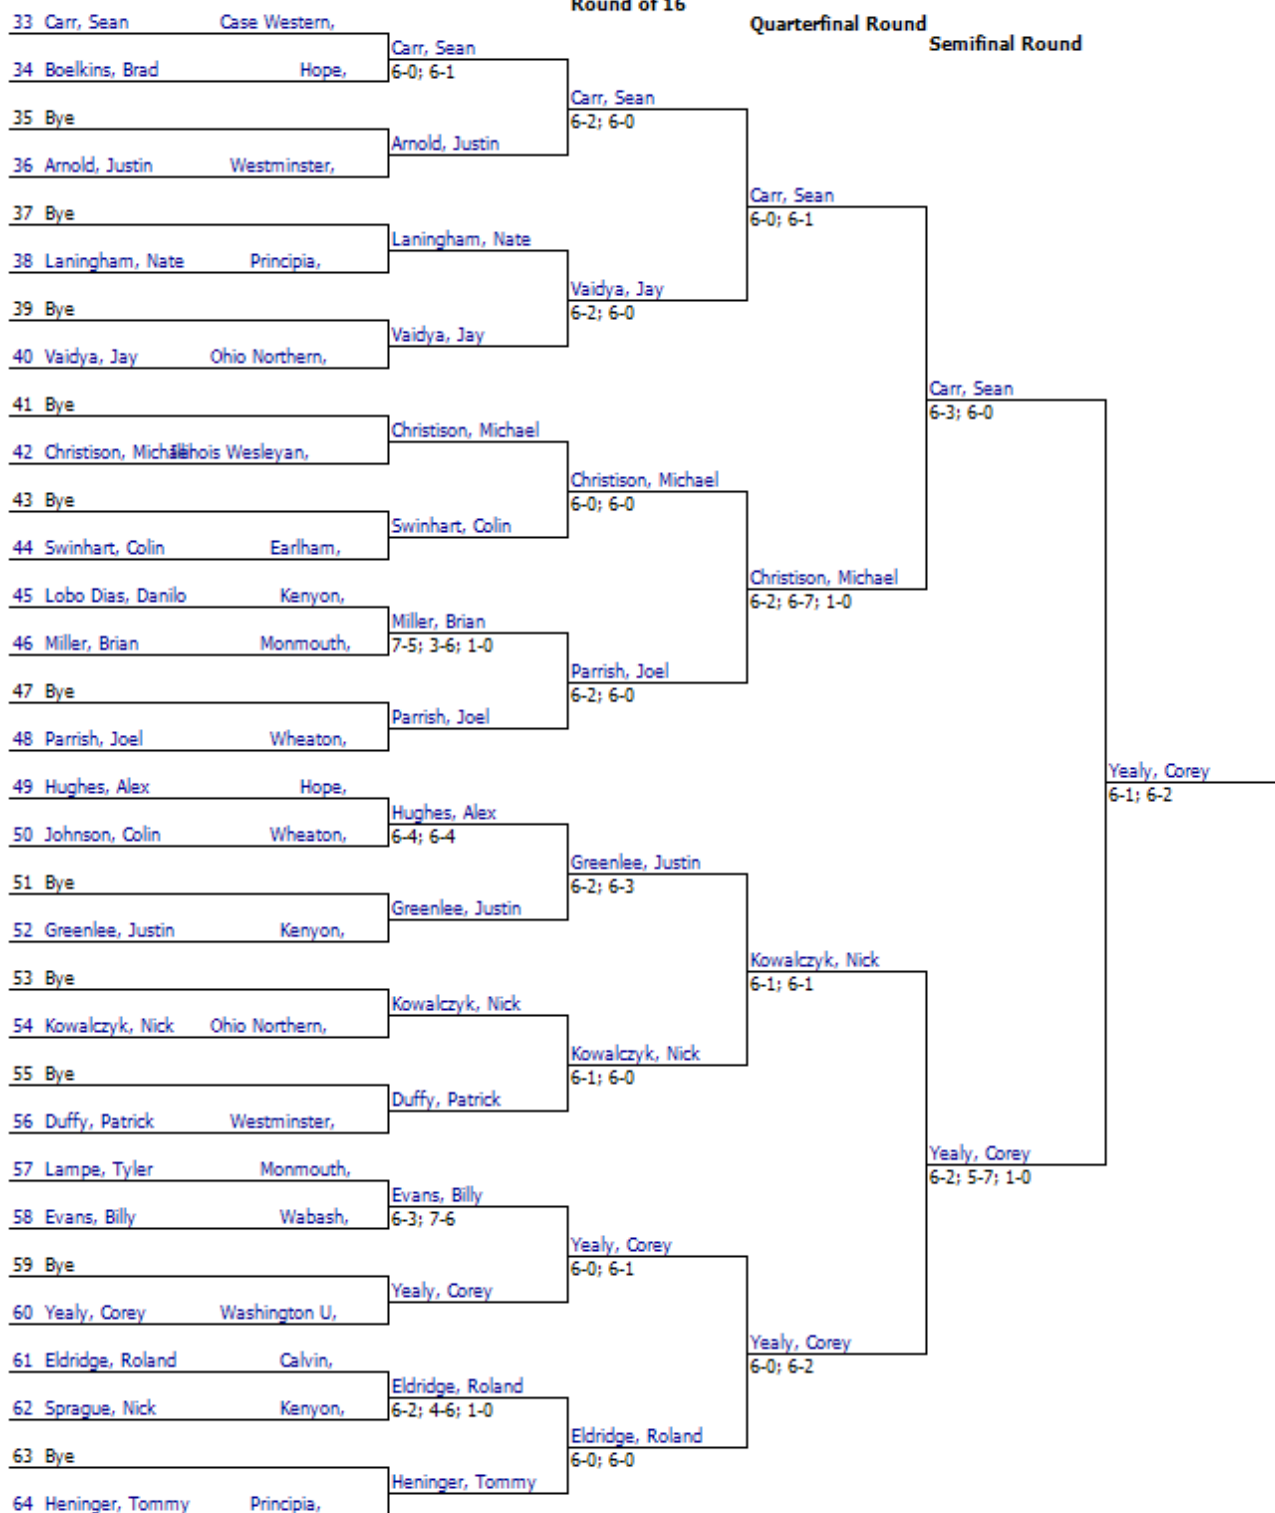 Round of 16
Quarterfinal Round
Semifinal Round
33 Carr, Sean Case Western,
Carr, Sean
34 Boelkins, Brad Hope,
6-0; 6-1
Carr, Sean
6-2; 6-0
35 Bye
Arnold, Justin
36 Arnold, Justin Westminster,
Carr, Sean
6-0; 6-1
37 Bye
Laningham, Nate
38 Laningham, Nate Principia,
Vaidya, Jay
6-2; 6-0
39 Bye
Vaidya, Jay
40 Vaidya, Jay Ohio Northern,
Carr, Sean
6-3; 6-0
41 Bye
Christison, Michael
42 Christison, Michael Illinois Wesleyan,
Christison, Michael
6-0; 6-0
43 Bye
Swinhart, Colin
44 Swinhart, Colin Earlham,
Christison, Michael
6-2; 6-7; 1-0
45 Lobo Dias, Danilo Kenyon,
Miller, Brian
46 Miller, Brian Monmouth,
7-5; 3-6; 1-0
Parrish, Joel
6-2; 6-0
47 Bye
Parrish, Joel
48 Parrish, Joel Wheaton,
Yealy, Corey
6-1; 6-2
49 Hughes, Alex Hope,
Hughes, Alex
50 Johnson, Colin Wheaton,
6-4; 6-4
Greenlee, Justin
6-2; 6-3
51 Bye
Greenlee, Justin
52 Greenlee, Justin Kenyon,
Kowalczyk, Nick
6-1; 6-1
53 Bye
Kowalczyk, Nick
54 Kowalczyk, Nick Ohio Northern,
Kowalczyk, Nick
6-1; 6-0
55 Bye
Duffy, Patrick
56 Duffy, Patrick Westminster,
Yealy, Corey
6-2; 5-7; 1-0
57 Lampe, Tyler Monmouth,
Evans, Billy
58 Evans, Billy Wabash,
6-3; 7-6
Yealy, Corey
6-0; 6-1
59 Bye
Yealy, Corey
60 Yealy, Corey Washington U,
Yealy, Corey
6-0; 6-2
61 Eldridge, Roland Calvin,
Eldridge, Roland
62 Sprague, Nick Kenyon,
6-2; 4-6; 1-0
Eldridge, Roland
6-0; 6-0
63 Bye
Heninger, Tommy
64 Heninger, Tommy Principia,